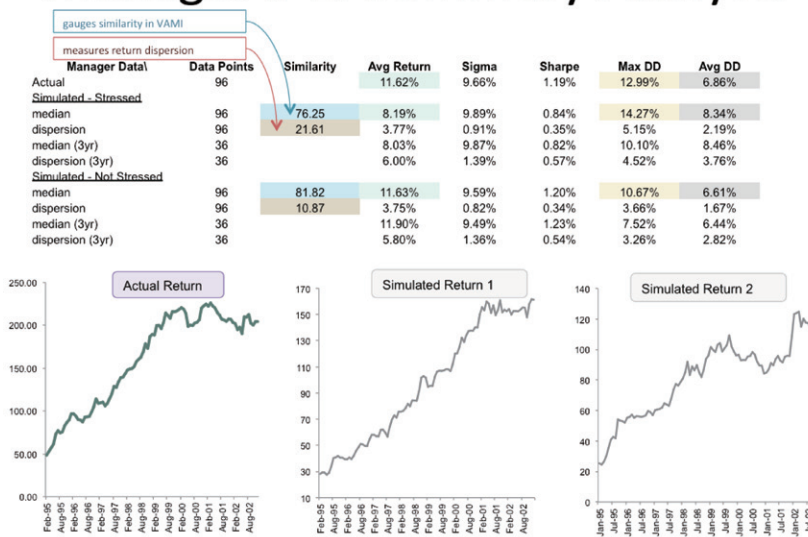 gauges similarity in VAMI
measures return dispersion
Manager Data\ Data Points Similarity Avg Return Sigma Sharpe Max DD Avg DD
Actual 96 11.62% 9.66% 1.19% 12.99% 6.86%
Simulated - Stressed
median 96 76.25 8.19% 9.89% 0.84% 14.27% 8.34%
dispersion 96 21.61 3.77% 0.91% 0.35% 5.15% 2.19%
median (3yr) 36 8.03% 9.87% 0.82% 10.10% 8.46%
dispersion (3yr) 36 6.00% 1.39% 0.57% 4.52% 3.76%
Simulated - Not Stressed
median 96 81.82 11.63% 9.59% 1.20% 10.67% 6.61%
dispersion 96 10.87 3.75% 0.82% 0.34% 3.66% 1.67%
median (3yr) 36 11.90% 9.49% 1.23% 7.52% 6.44%
dispersion (3yr) 36 5.80% 1.36% 0.54% 3.26% 2.82%
Actual Return
250.00
200.00
150.00
100.00
50.00
0.00
Feb-95 Aug-95 Feb-96 Aug-96 Feb-97 Aug-97 Feb-98 Aug-98 Feb-99 Aug-99 Feb-00 Aug-00 Feb-01 Aug-01 Feb-02 Aug-02
Simulated Return 1
170
150
130
110
90
70
50
30
10
Feb-95 Aug-95 Feb-96 Aug-96 Feb-97 Aug-97 Feb-98 Aug-98 Feb-99 Aug-99 Feb-00 Aug-00 Feb-01 Aug-01 Feb-02 Aug-02
Simulated Return 2
140
120
100
80
60
40
20
0
Jan-95 Jul-95 Jan-96 Jul-96 Jan-97 Jul-97 Jan-98 Jul-98 Jan-99 Jul-99 Jan-00 Jul-00 Jan-01 Jul-01 Jan-02